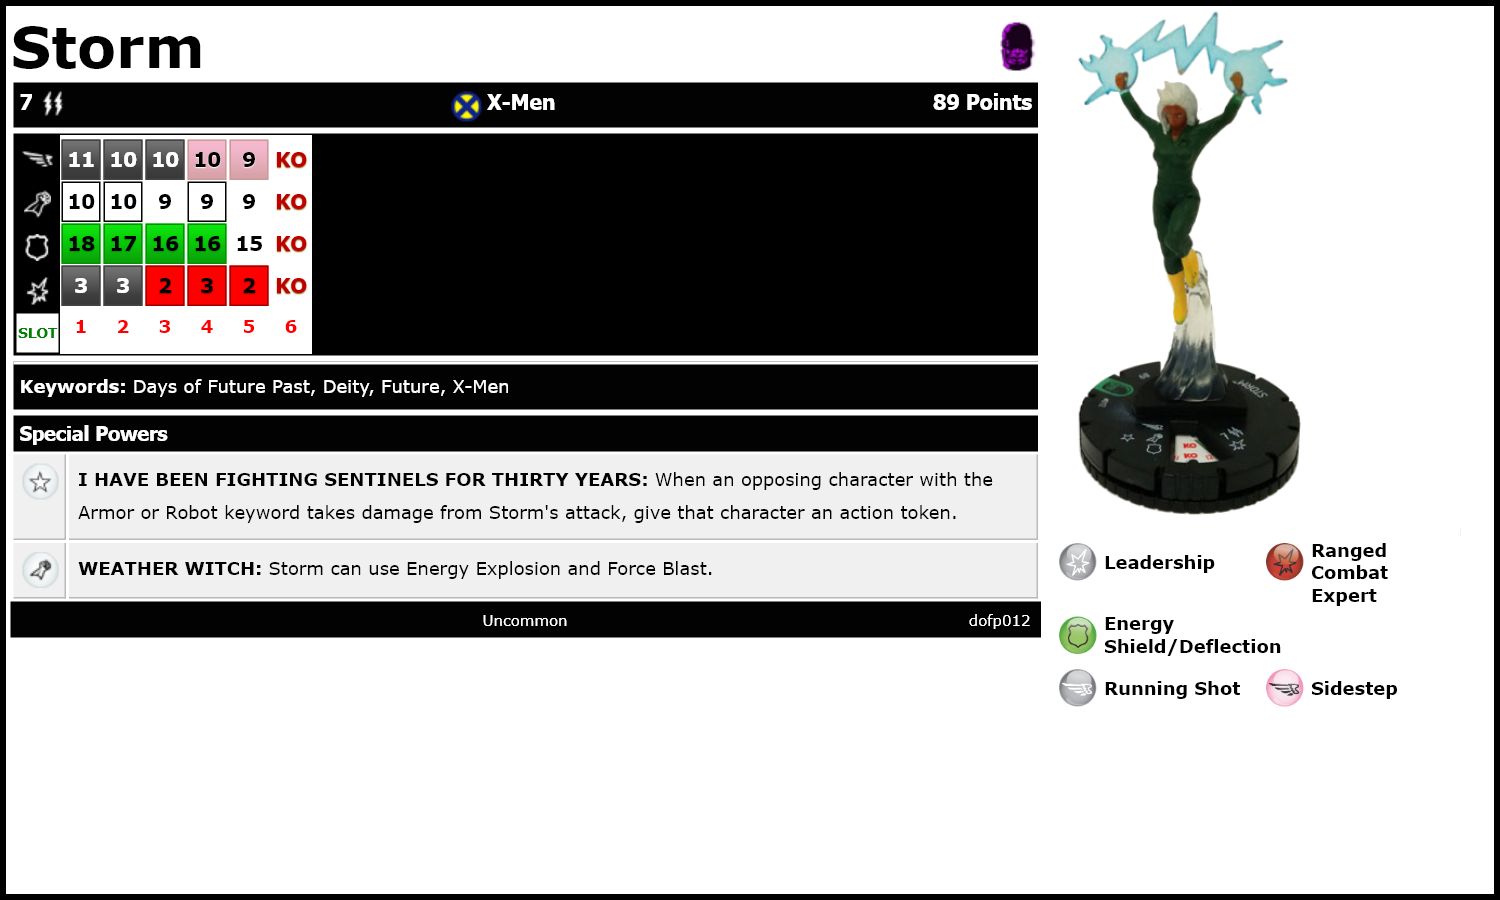 Storm
7 X-Men 89 Points
11 10 10 10 9 KO
10 10 9 9 9 KO
18 17 16 16 15 KO
3 3 2 3 2 KO
SLOT 1 2 3 4 5 6
Keywords: Days of Future Past, Deity, Future, X-Men
Special Powers
I HAVE BEEN FIGHTING SENTINELS FOR THIRTY YEARS: When an opposing character with the
Armor or Robot keyword takes damage from Storm's attack, give that character an action token.
WEATHER WITCH: Storm can use Energy Explosion and Force Blast.
Uncommon dofp012
STORM
7
KO
KO
Leadership
Ranged
Combat
Expert
Energy
Shield/Deflection
Running Shot
Sidestep